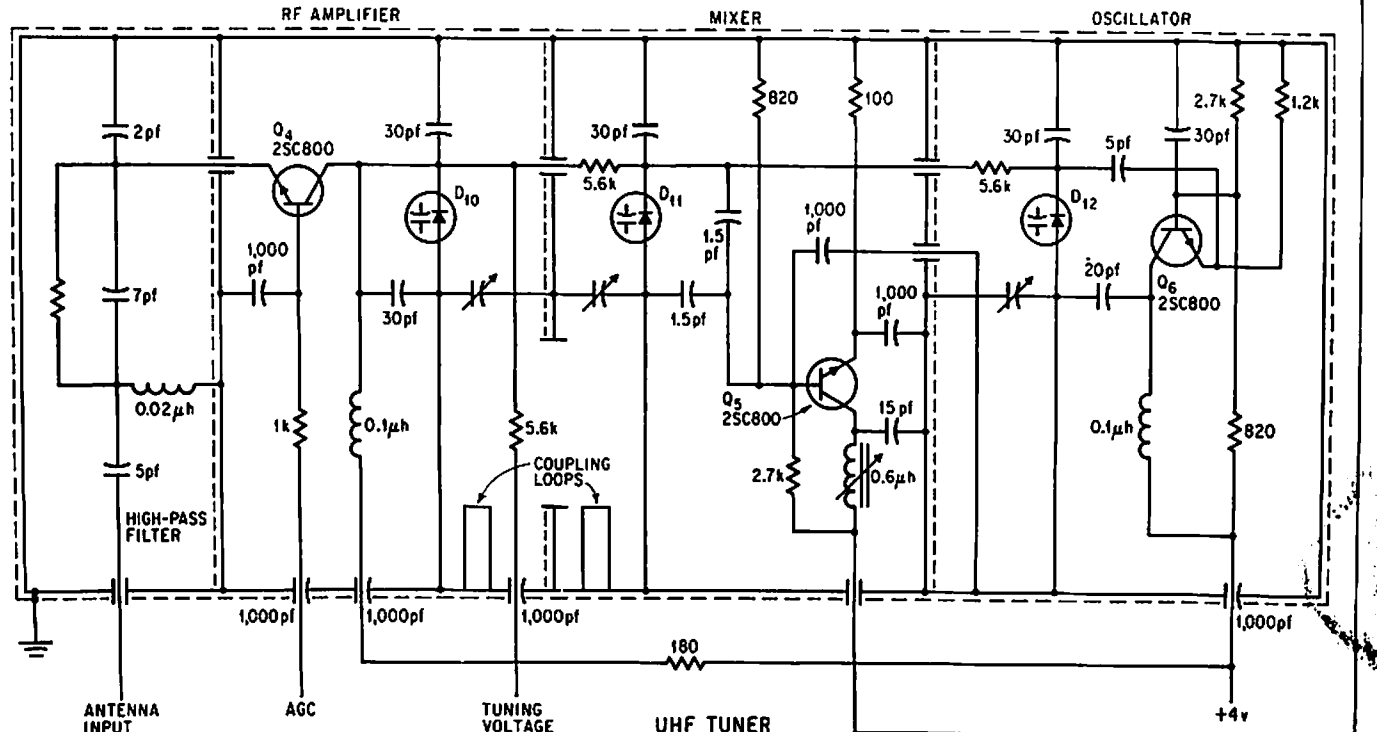 RF AMPLIFIER
MIXER
OSCILLATOR
2pf
Q4
2SC800
30pf
30pf
820
100
30pf
5pf
30pf
2.7k
1.2k
5.6k
5.6k
D10
D11
D12
1.5
pf
1,000
pf
7pf
1,000
pf
30pf
1.5pf
1,000
pf
20pf
Q6
2SC800
0.02μh
1k
0.1μh
5.6k
Q5
2SC800
15pf
0.1μh
820
5pf
COUPLING
LOOPS
2.7k
0.6μh
HIGH-PASS
FILTER
1,000pf
1,000pf
1,000pf
1,000pf
180
ANTENNA
INPUT
AGC
TUNING
VOLTAGE
UHF TUNER
+4v